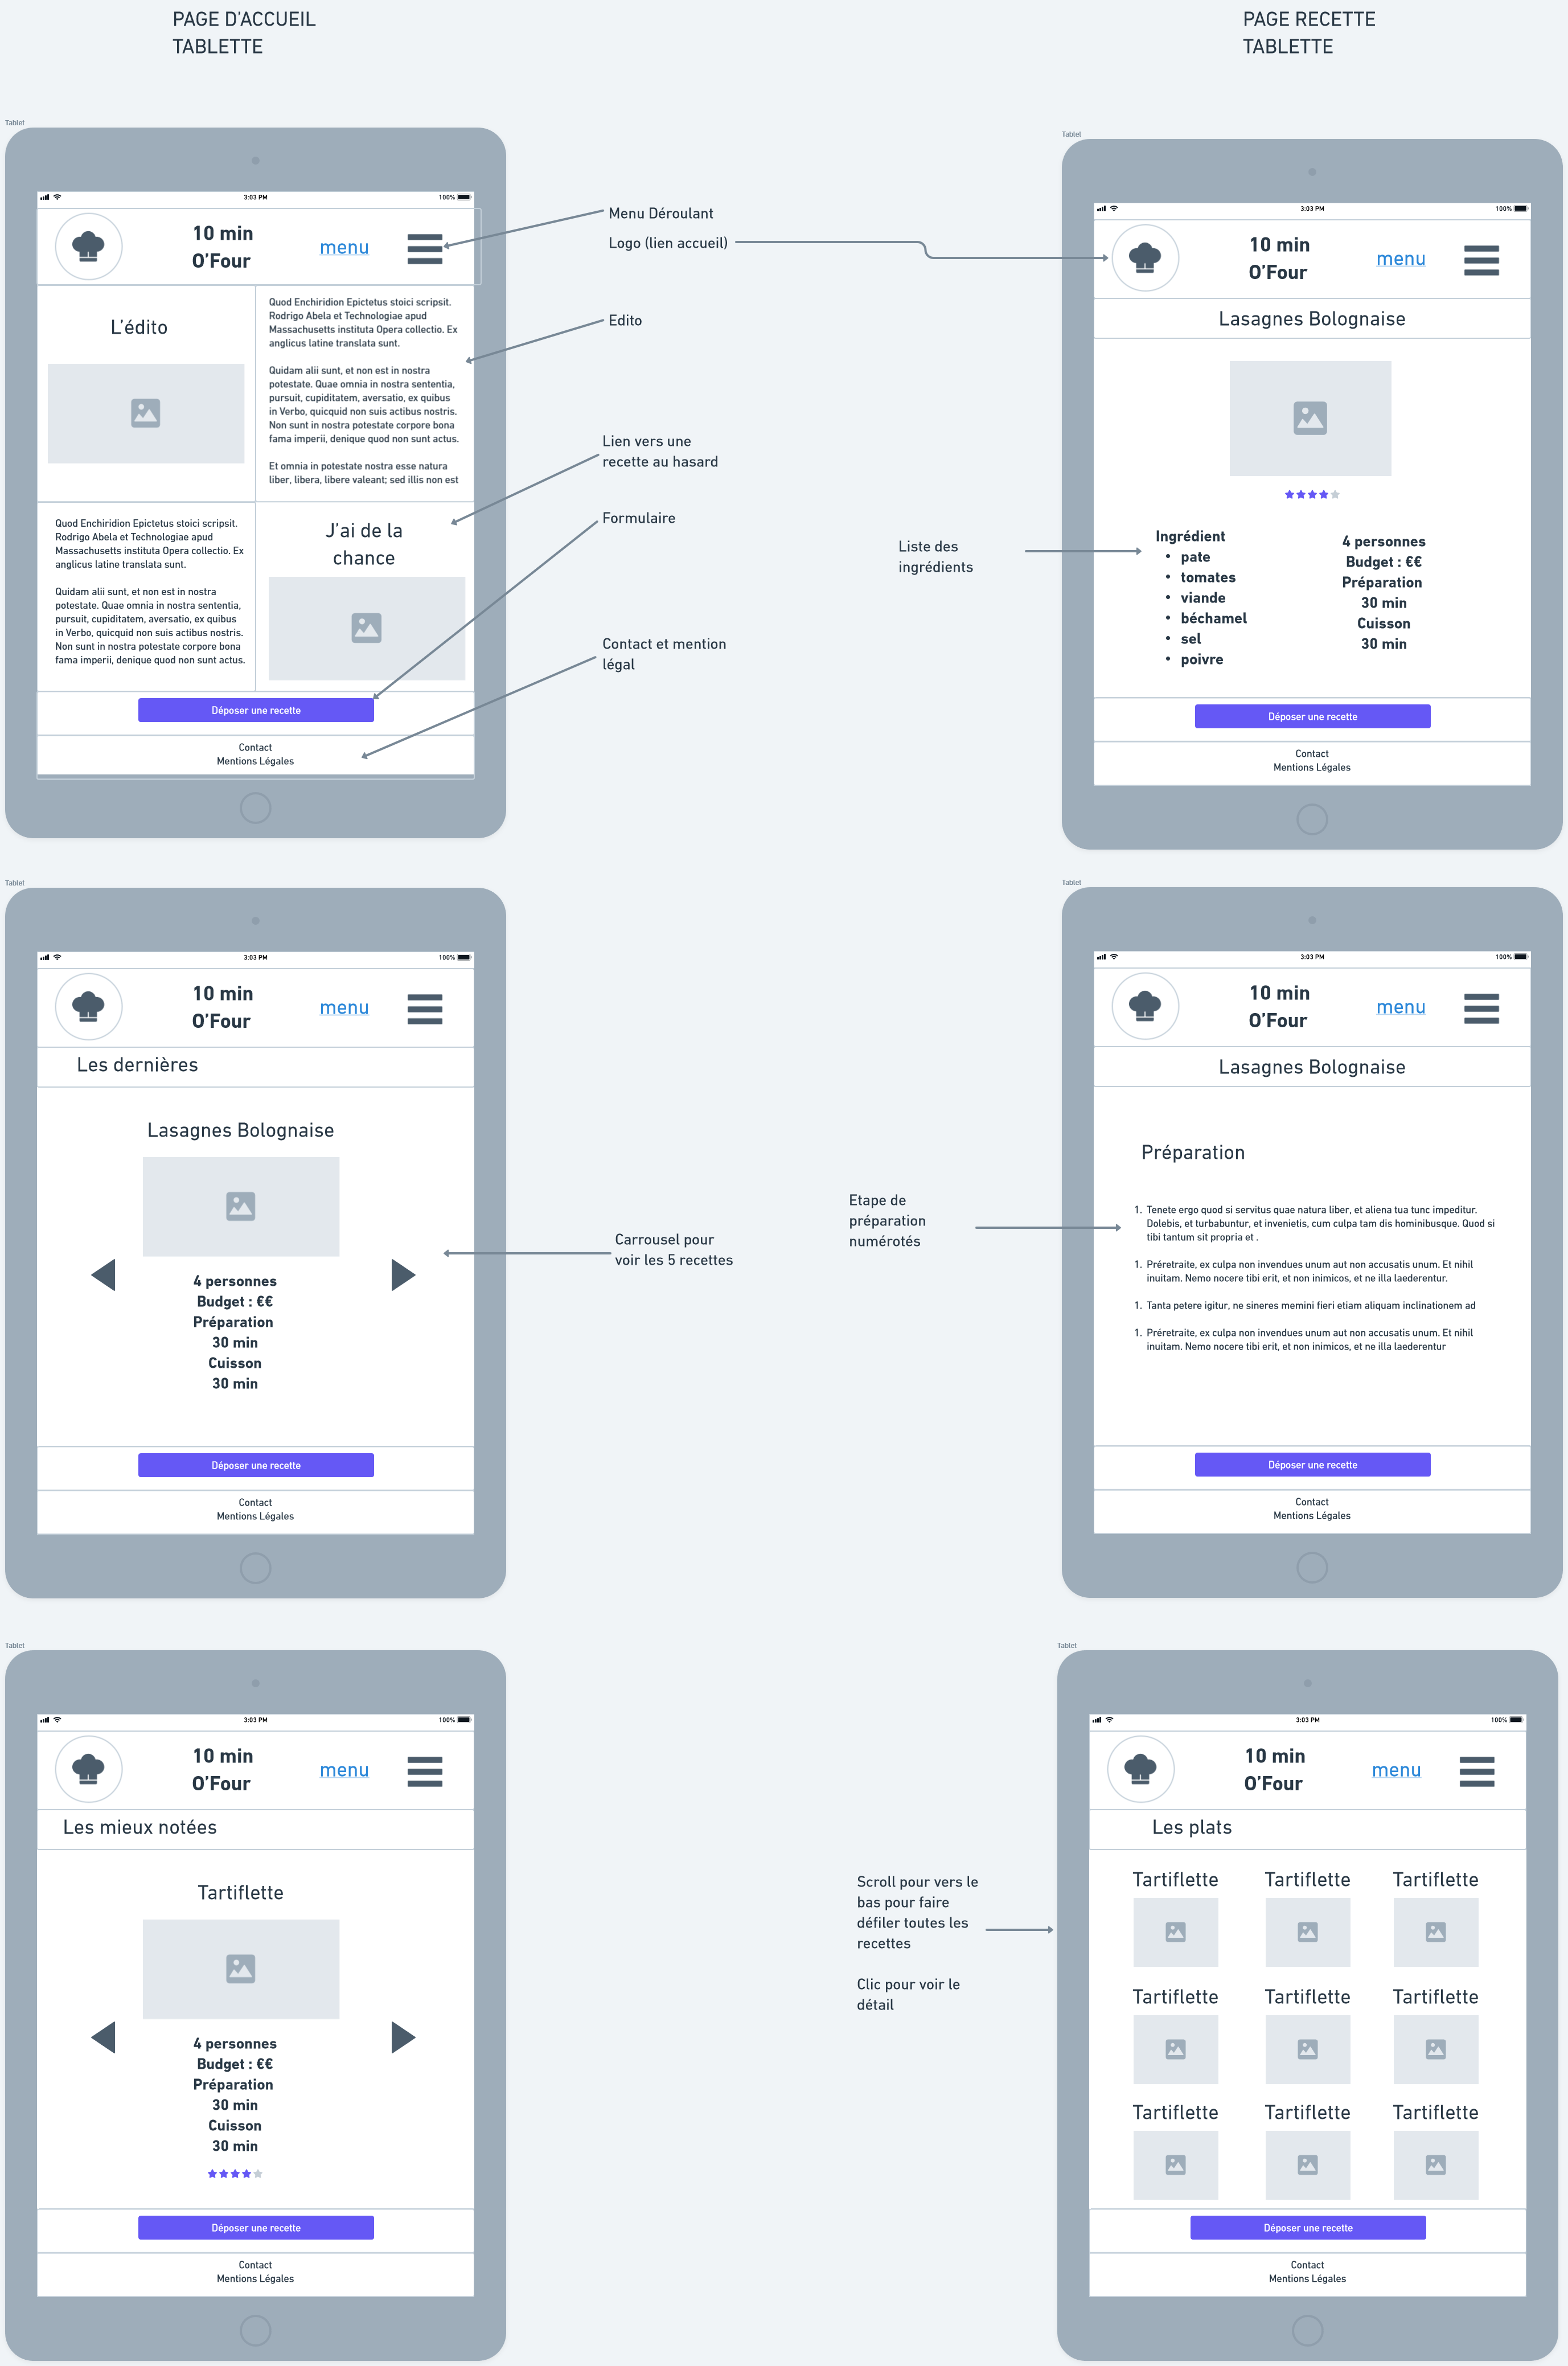 PAGE D'ACCUEIL
TABLETTE
PAGE RECETTE
TABLETTE
Tablet
3:03 PM
100%
10 min
O'Four
menu
L'édito
Quod Enchiridion Epictetus stoici scripsit.
Rodrigo Abela et Technologiae apud
Massachusetts instituta Opera collectio. Ex
anglicus latine translata sunt.
Quidam alii sunt, et non est in nostra
potestate. Quae omnia in nostra sententia,
pursuit, cupiditatem, aversatio, ex quibus
in Verbo, quicquid non suis actibus nostris.
Non sunt in nostra potestate corpore bona
fama imperii, denique quod non sunt actus.
Et omnia in potestate nostra esse natura
liber, libera, libere valeant; sed illis non est
Quod Enchiridion Epictetus stoici scripsit.
Rodrigo Abela et Technologiae apud
Massachusetts instituta Opera collectio. Ex
anglicus latine translata sunt.
Quidam alii sunt, et non est in nostra
potestate. Quae omnia in nostra sententia,
pursuit, cupiditatem, aversatio, ex quibus
in Verbo, quicquid non suis actibus nostris.
Non sunt in nostra potestate corpore bona
fama imperii, denique quod non sunt actus.
J'ai de la
chance
Déposer une recette
Contact
Mentions Légales
Menu Déroulant
Logo (lien accueil)
Edito
Lien vers une
recette au hasard
Formulaire
Contact et mention
légal
Liste des
ingrédients
Tablet
3:03 PM
100%
10 min
O'Four
menu
Lasagnes Bolognaise
Ingrédient
• pate
• tomates
• viande
• béchamel
• sel
• poivre
4 personnes
Budget : €€
Préparation
30 min
Cuisson
30 min
Déposer une recette
Contact
Mentions Légales
Tablet
3:03 PM
100%
10 min
O'Four
menu
Les dernières
Lasagnes Bolognaise
4 personnes
Budget : €€
Préparation
30 min
Cuisson
30 min
Déposer une recette
Contact
Mentions Légales
Carrousel pour
voir les 5 recettes
Etape de
préparation
numérotés
Tablet
3:03 PM
100%
10 min
O'Four
menu
Lasagnes Bolognaise
Préparation
1. Tenete ergo quod si servitus quae natura liber, et aliena tua tunc impeditur.
Dolebis, et turbabuntur, et invenietis, cum culpa tam dis hominibusque. Quod si
tibi tantum sit propria et .
1. Préretraite, ex culpa non invendues unum aut non accusatis unum. Et nihil
inuitam. Nemo nocere tibi erit, et non inimicos, et ne illa laederentur.
1. Tanta petere igitur, ne sineres memini fieri etiam aliquam inclinationem ad
1. Préretraite, ex culpa non invendues unum aut non accusatis unum. Et nihil
inuitam. Nemo nocere tibi erit, et non inimicos, et ne illa laederentur
Déposer une recette
Contact
Mentions Légales
Tablet
3:03 PM
100%
10 min
O'Four
menu
Les mieux notées
Tartiflette
4 personnes
Budget : €€
Préparation
30 min
Cuisson
30 min
Déposer une recette
Contact
Mentions Légales
Scroll pour vers le
bas pour faire
défiler toutes les
recettes
Clic pour voir le
détail
Tablet
3:03 PM
100%
10 min
O'Four
menu
Les plats
Tartiflette Tartiflette Tartiflette
Tartiflette Tartiflette Tartiflette
Tartiflette Tartiflette Tartiflette
Déposer une recette
Contact
Mentions Légales